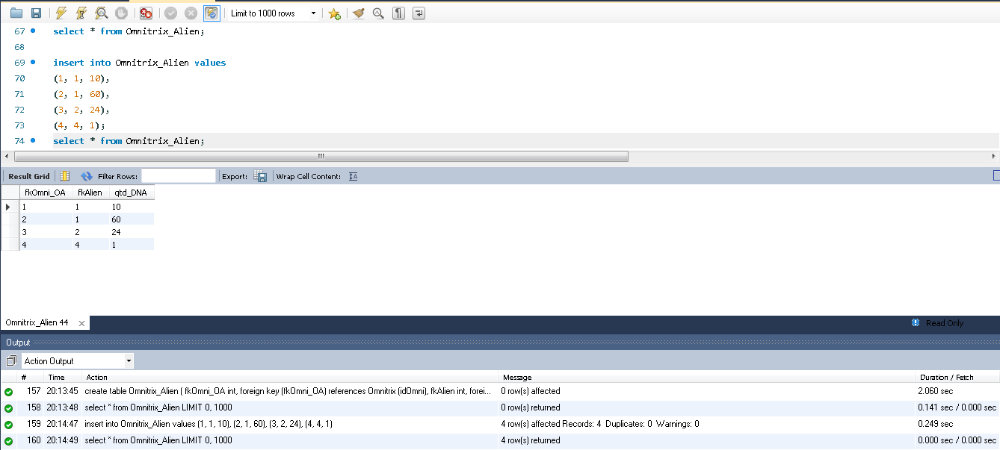 Limit to 1000 rows
67 select * from Omnitrix_Alien;
68
69 insert into Omnitrix_Alien values
70 (1, 1, 10),
71 (2, 1, 60),
72 (3, 2, 24),
73 (4, 4, 1);
74 select * from Omnitrix_Alien;
Result Grid Filter Rows: Export: Wrap Cell Content:
fkOmni_OA fkAlien qtd_DNA
1 1 10
2 1 60
3 2 24
4 4 1
Omnitrix_Alien 44 Read Only
Output
Action Output
# Time Action Message Duration / Fetch
157 20:13:45 create table Omnitrix_Alien ( fkOmni_OA int, foreign key (fkOmni_OA) references Omnitrix (idOmni), fkAlien int, forei... 0 row(s) affected 2.060 sec
158 20:13:48 select * from Omnitrix_Alien LIMIT 0, 1000 0 row(s) returned 0.141 sec / 0.000 sec
159 20:14:47 insert into Omnitrix_Alien values (1, 1, 10), (2, 1, 60), (3, 2, 24), (4, 4, 1) 4 row(s) affected Records: 4 Duplicates: 0 Warnings: 0 0.249 sec
160 20:14:49 select * from Omnitrix_Alien LIMIT 0, 1000 4 row(s) returned 0.000 sec / 0.000 sec